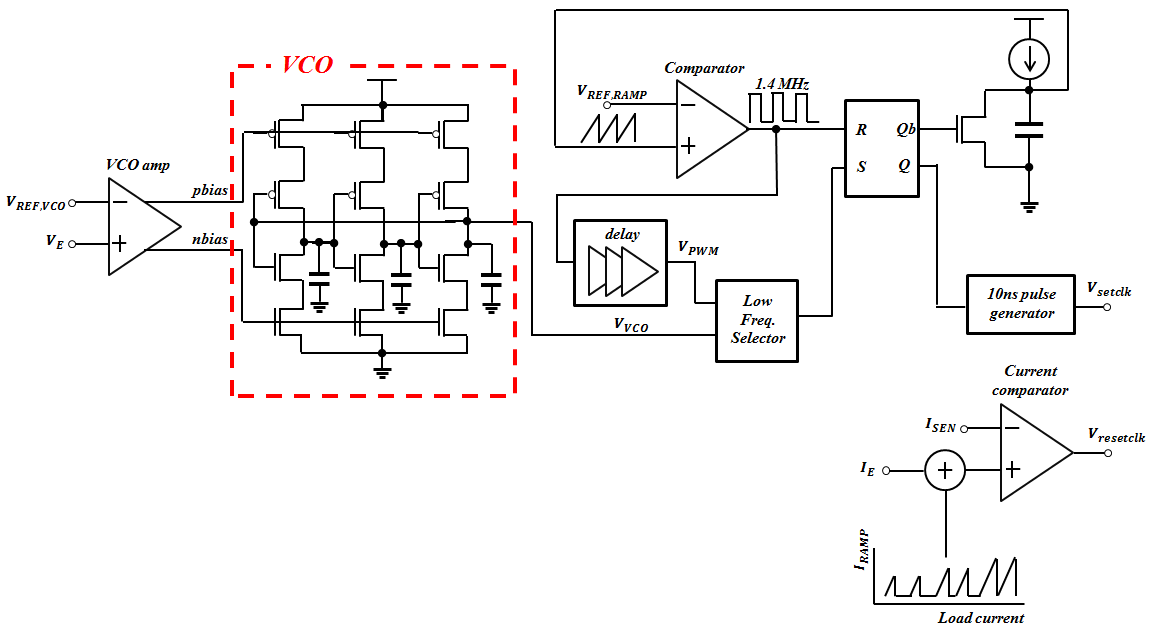 VCO
VCO amp
V_REF,VCO
V_E
−
+
pbias
nbias
Comparator
V_REF,RAMP
−
+
1.4 MHz
R
S
Qb
Q
delay
V_PWM
V_VCO
Low
Freq.
Selector
10ns pulse
generator
V_setclk
Current
comparator
I_SEN
I_E
+
−
+
V_resetclk
I_RAMP
Load current